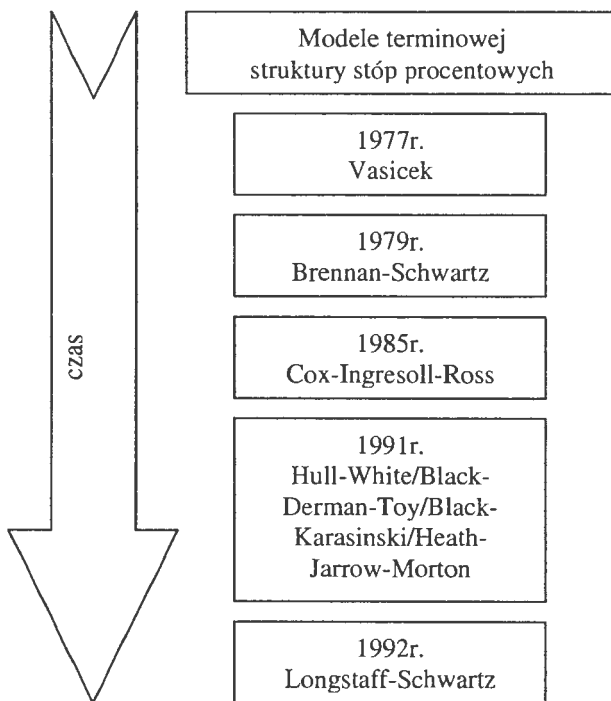 Modele terminowej
struktury stóp procentowych
1977r.
Vasicek
1979r.
Brennan-Schwartz
czas
1985r.
Cox-Ingresoll-Ross
1991r.
Hull-White/Black-
Derman-Toy/Black-
Karasinski/Heath-
Jarrow-Morton
1992r.
Longstaff-Schwartz